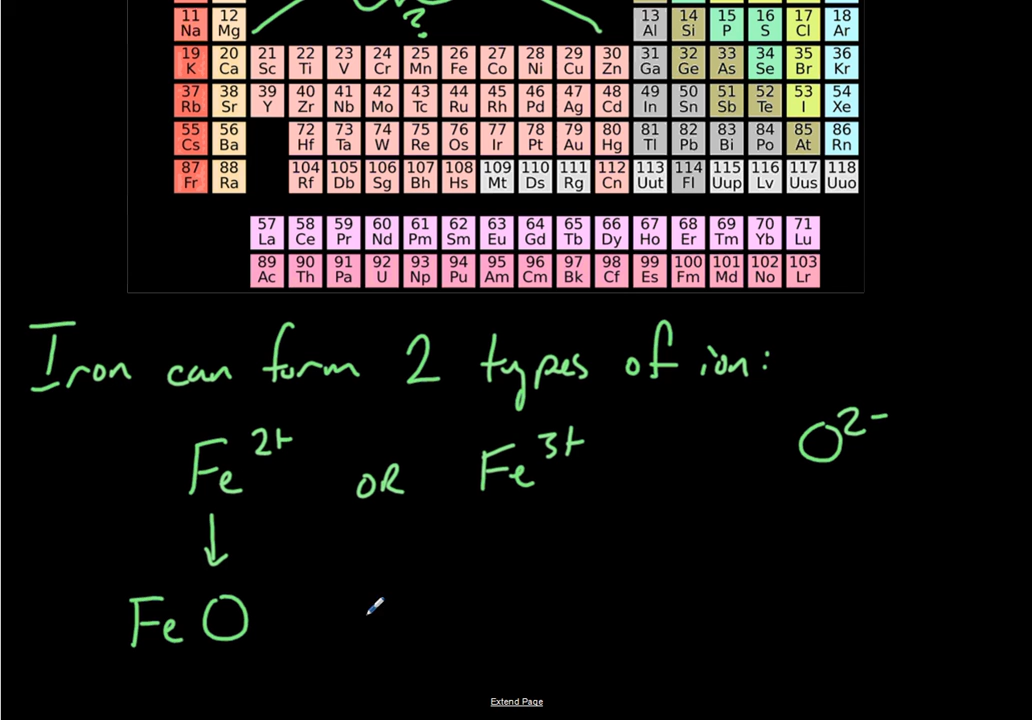 ?
11 Na 12 Mg 13 Al 14 Si 15 P 16 S 17 Cl 18 Ar
19 K 20 Ca 21 Sc 22 Ti 23 V 24 Cr 25 Mn 26 Fe 27 Co 28 Ni 29 Cu 30 Zn 31 Ga 32 Ge 33 As 34 Se 35 Br 36 Kr
37 Rb 38 Sr 39 Y 40 Zr 41 Nb 42 Mo 43 Tc 44 Ru 45 Rh 46 Pd 47 Ag 48 Cd 49 In 50 Sn 51 Sb 52 Te 53 I 54 Xe
55 Cs 56 Ba 72 Hf 73 Ta 74 W 75 Re 76 Os 77 Ir 78 Pt 79 Au 80 Hg 81 Tl 82 Pb 83 Bi 84 Po 85 At 86 Rn
87 Fr 88 Ra 104 Rf 105 Db 106 Sg 107 Bh 108 Hs 109 Mt 110 Ds 111 Rg 112 Cn 113 Uut 114 Fl 115 Uup 116 Lv 117 Uus 118 Uuo
57 La 58 Ce 59 Pr 60 Nd 61 Pm 62 Sm 63 Eu 64 Gd 65 Tb 66 Dy 67 Ho 68 Er 69 Tm 70 Yb 71 Lu
89 Ac 90 Th 91 Pa 92 U 93 Np 94 Pu 95 Am 96 Cm 97 Bk 98 Cf 99 Es 100 Fm 101 Md 102 No 103 Lr
Iron can form 2 types of ion:
Fe²⁺ OR Fe³⁺ O²⁻
↓
FeO
Extend Page